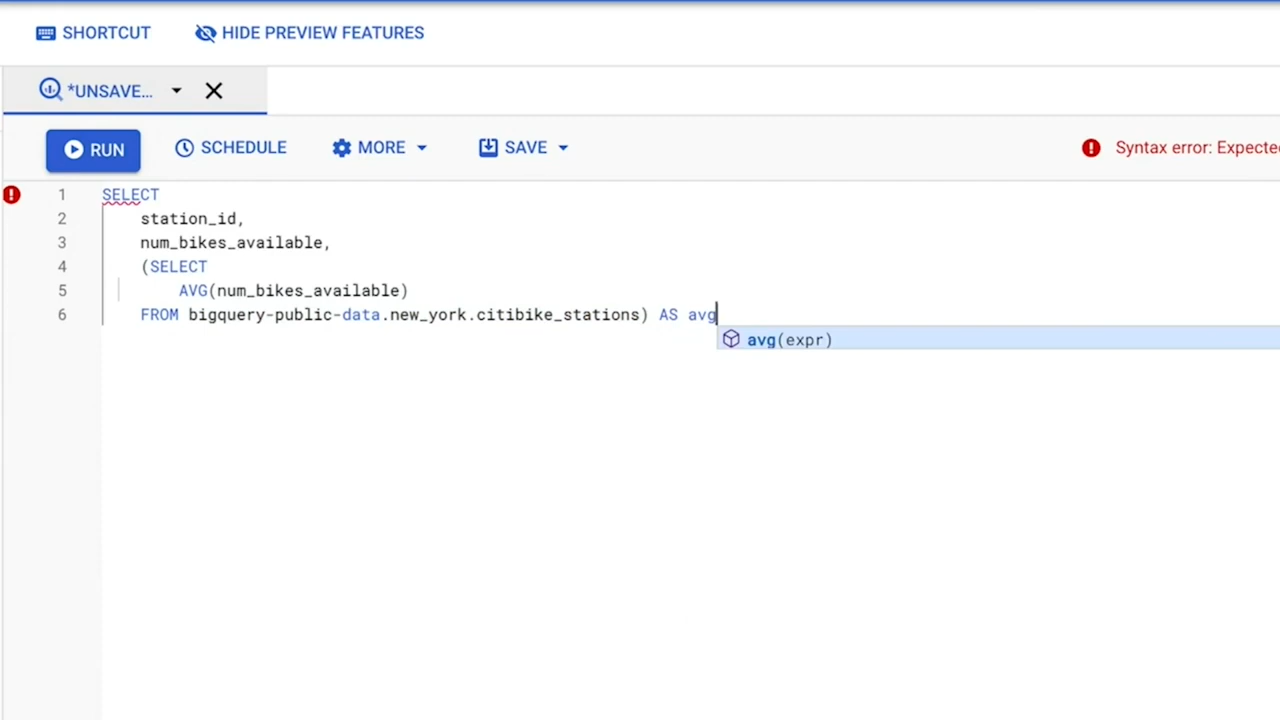 SHORTCUT HIDE PREVIEW FEATURES
*UNSAVE...
RUN SCHEDULE MORE SAVE Syntax error: Expected
1 SELECT
2 station_id,
3 num_bikes_available,
4 (SELECT
5 AVG(num_bikes_available)
6 FROM bigquery-public-data.new_york.citibike_stations) AS avg
avg(expr)